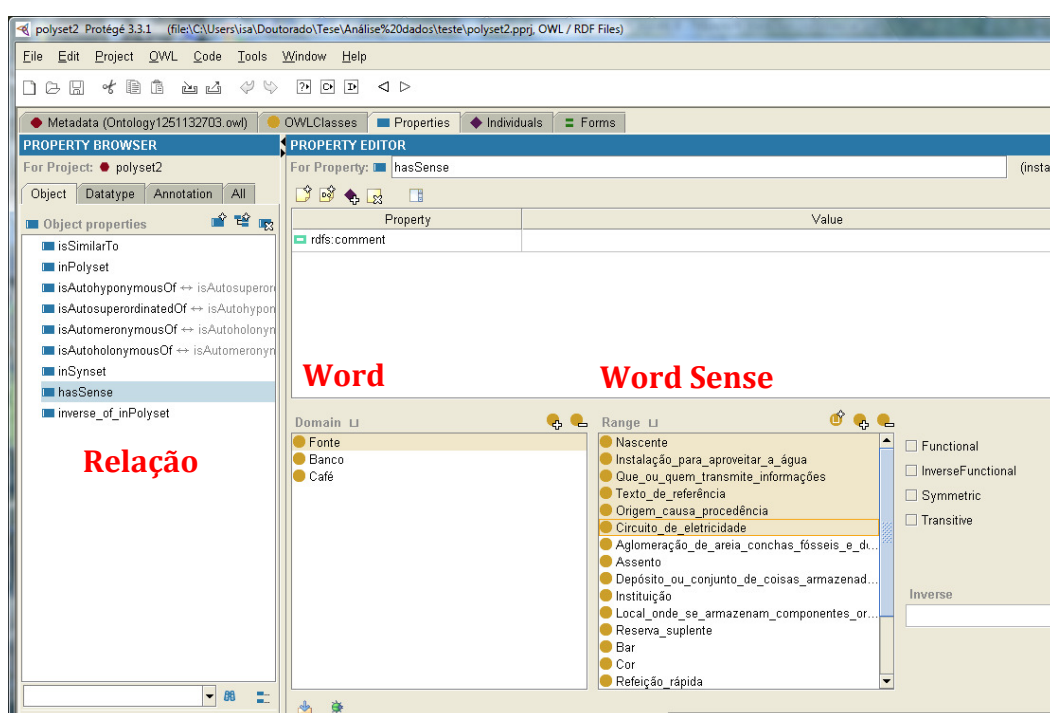 polyset2 Protégé 3.3.1 (file:\C:\Users\isa\Doutorado\Tese\Análise%20dados\teste\polyset2.pprj, OWL / RDF Files)
File Edit Project OWL Code Tools Window Help
Metadata (Ontology1251132703.owl) OWLClasses Properties Individuals Forms
PROPERTY BROWSER
For Project: polyset2
Object Datatype Annotation All
Object properties
isSimilarTo
inPolyset
isAutohyponymousOf ↔ isAutosuperor
isAutosuperordinatedOf ↔ isAutohypon
isAutomeronymousOf ↔ isAutoholonyn
isAutoholonymousOf ↔ isAutomeronyn
inSynset
hasSense
inverse_of_inPolyset
Relação
PROPERTY EDITOR
For Property: hasSense (insta
Property Value
rdfs:comment
Word
Word Sense
Domain ⊔
Fonte
Banco
Café
Range ⊔
Nascente
Instalação_para_aproveitar_a_água
Que_ou_quem_transmite_informações
Texto_de_referência
Origem_causa_procedência
Circuito_de_eletricidade
Aglomeração_de_areia_conchas_fósseis_e_d...
Assento
Depósito_ou_conjunto_de_coisas_armazenad...
Instituição
Local_onde_se_armazenam_componentes_or...
Reserva_suplente
Bar
Cor
Refeição_rápida
Functional
InverseFunctional
Symmetric
Transitive
Inverse